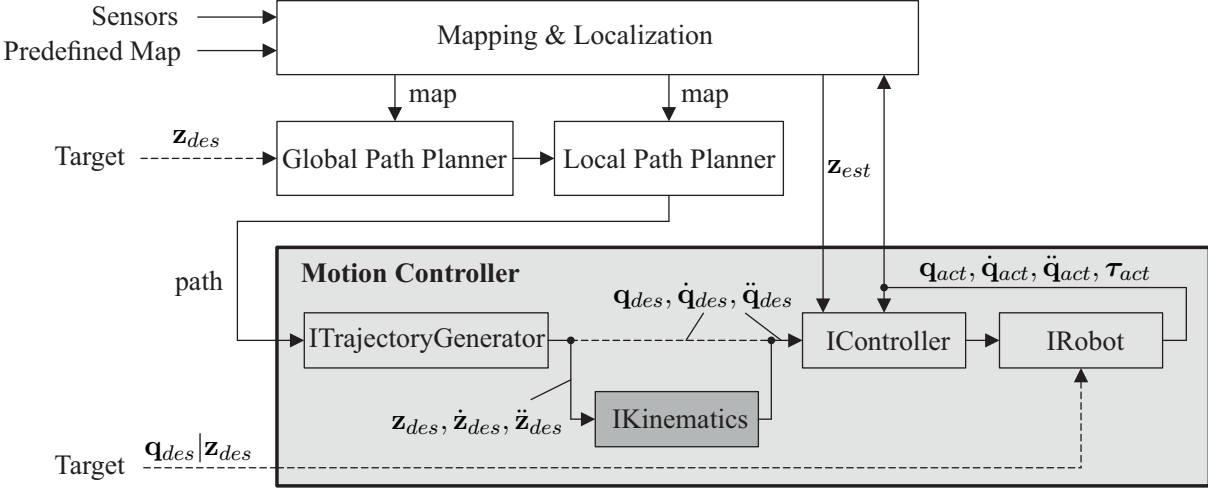 Sensors
Predefined Map
Mapping & Localization
map
map
Target
𝐳_des
Global Path Planner
Local Path Planner
𝐳_est
path
Motion Controller
𝐪_act, 𝐪̇_act, 𝐪̈_act, 𝝉_act
𝐪_des, 𝐪̇_des, 𝐪̈_des
ITrajectoryGenerator
IController
IRobot
𝐳_des, 𝐳̇_des, 𝐳̈_des
IKinematics
Target
𝐪_des|𝐳_des